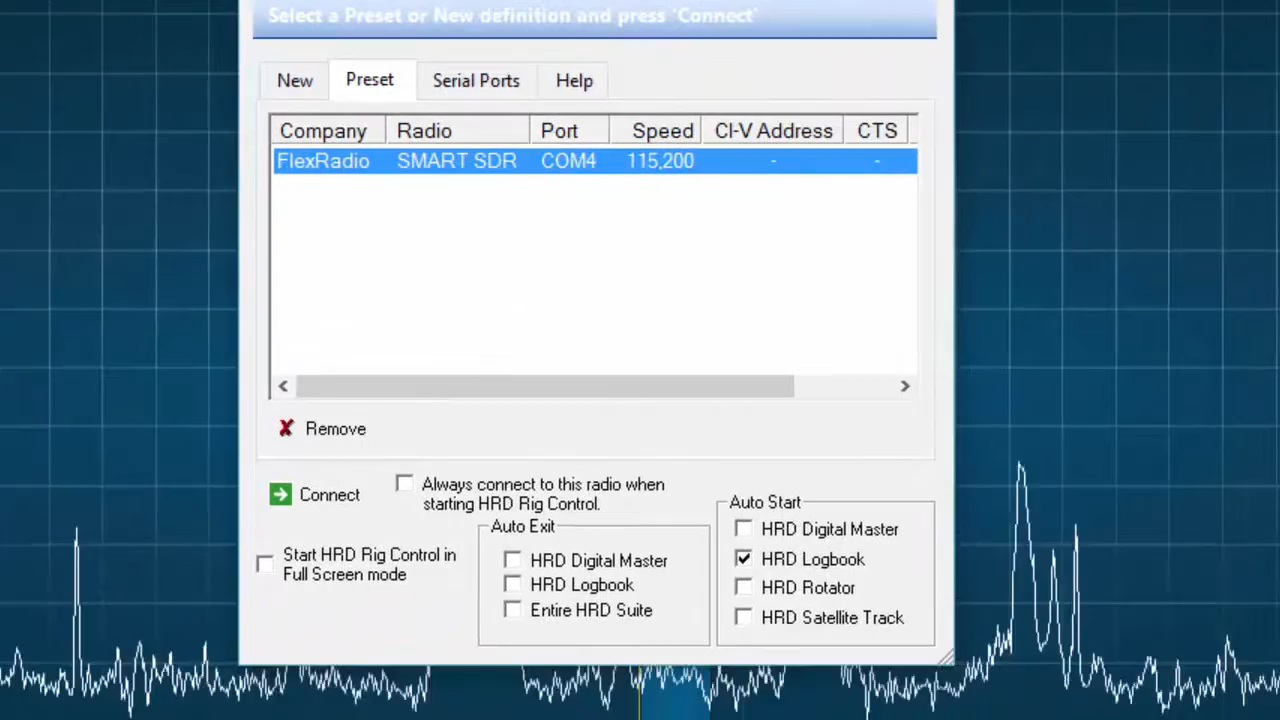 Select a Preset or New definition and press 'Connect'
New Preset Serial Ports Help
Company Radio Port Speed CI-V Address CTS
FlexRadio SMART SDR COM4 115,200 - -
Remove
Connect
Always connect to this radio when
starting HRD Rig Control.
Start HRD Rig Control in
Full Screen mode
Auto Exit
HRD Digital Master
HRD Logbook
Entire HRD Suite
Auto Start
HRD Digital Master
HRD Logbook
HRD Rotator
HRD Satellite Track